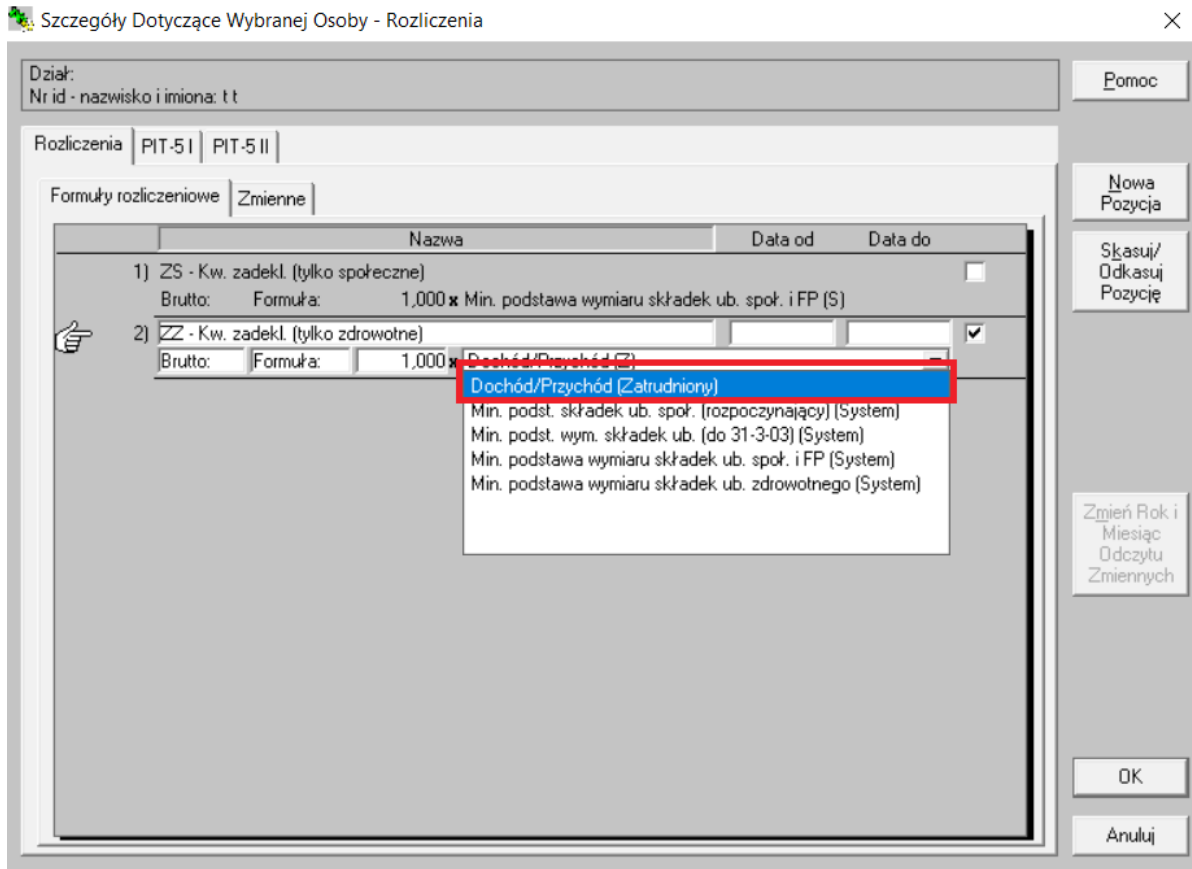 Szczegóły Dotyczące Wybranej Osoby - Rozliczenia
Dział:
Nr id - nazwisko i imiona: t t
Pomoc
Rozliczenia PIT-5 I PIT-5 II
Formuły rozliczeniowe Zmienne
Nowa
Pozycja
Nazwa Data od Data do
Skasuj/
Odkasuj
Pozycję
1) ZS - Kw. zadekl. (tylko społeczne)
Brutto: Formuła: 1,000 x Min. podstawa wymiaru składek ub. społ. i FP (S)
2) ZZ - Kw. zadekl. (tylko zdrowotne)
Brutto: Formuła: 1,000 x Dochód/Przychód (Z)
Dochód/Przychód (Zatrudniony)
Min. podst. składek ub. społ. (rozpoczynający) (System)
Min. podst. wym. składek ub. (do 31-3-03) (System)
Min. podstawa wymiaru składek ub. społ. i FP (System)
Min. podstawa wymiaru składek ub. zdrowotnego (System)
Zmień Rok i
Miesiąc
Odczytu
Zmiennych
OK
Anuluj